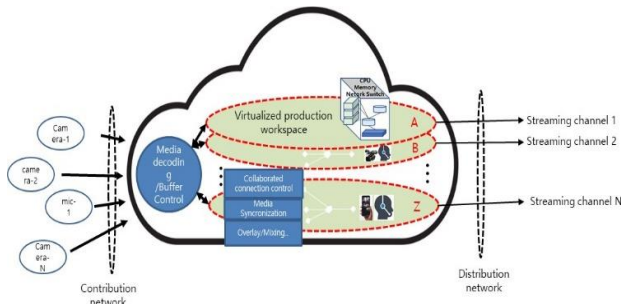 CPU
Memory
Network Switch
Virtualized production
workspace
A
B
Z
Cam
era-1
came
ra-2
mic-
1
Cam
era-
N
Media
decodin
g
/Buffer
Control
Collaborated
connection control
Media
Syncronization
Overlay/Mixing..
Streaming channel 1
Streaming channel 2
Streaming channel N
Contribution
network
Distribution
network